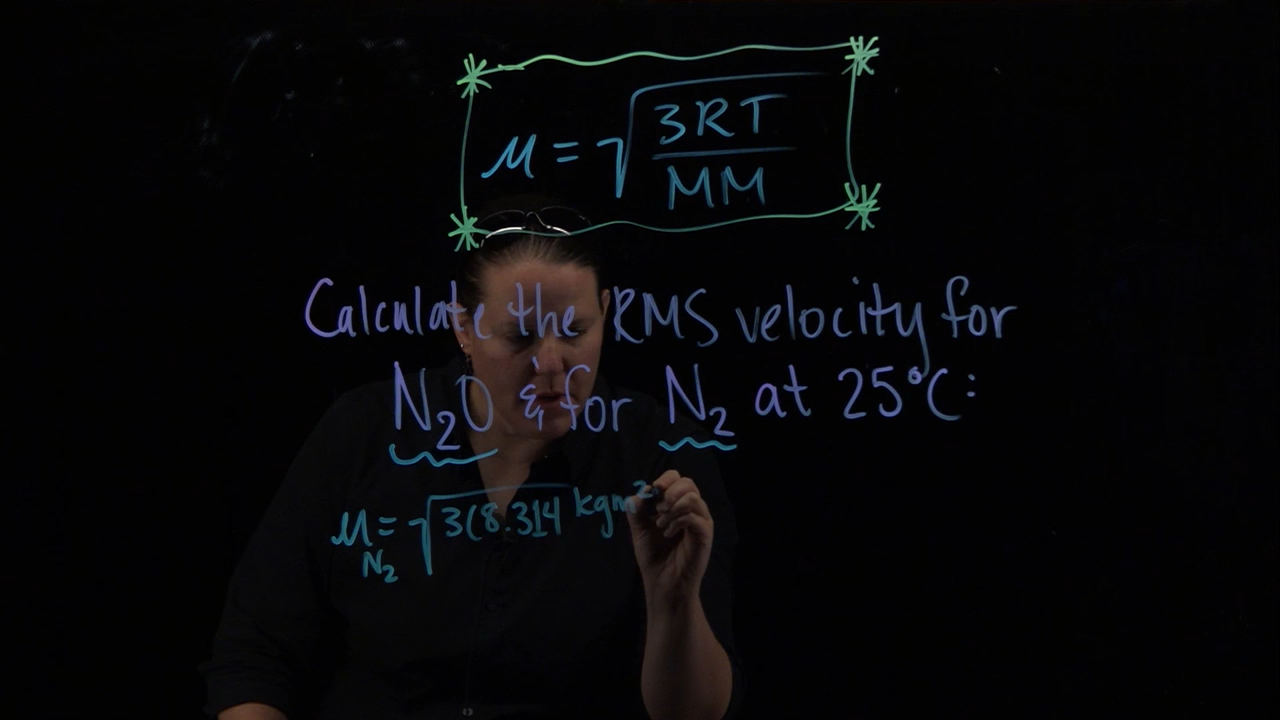 μ = √(3RT / MM)
Calculate the RMS velocity for
N₂O & for N₂ at 25°C:
μ N₂ = √3(8.314 kgm²